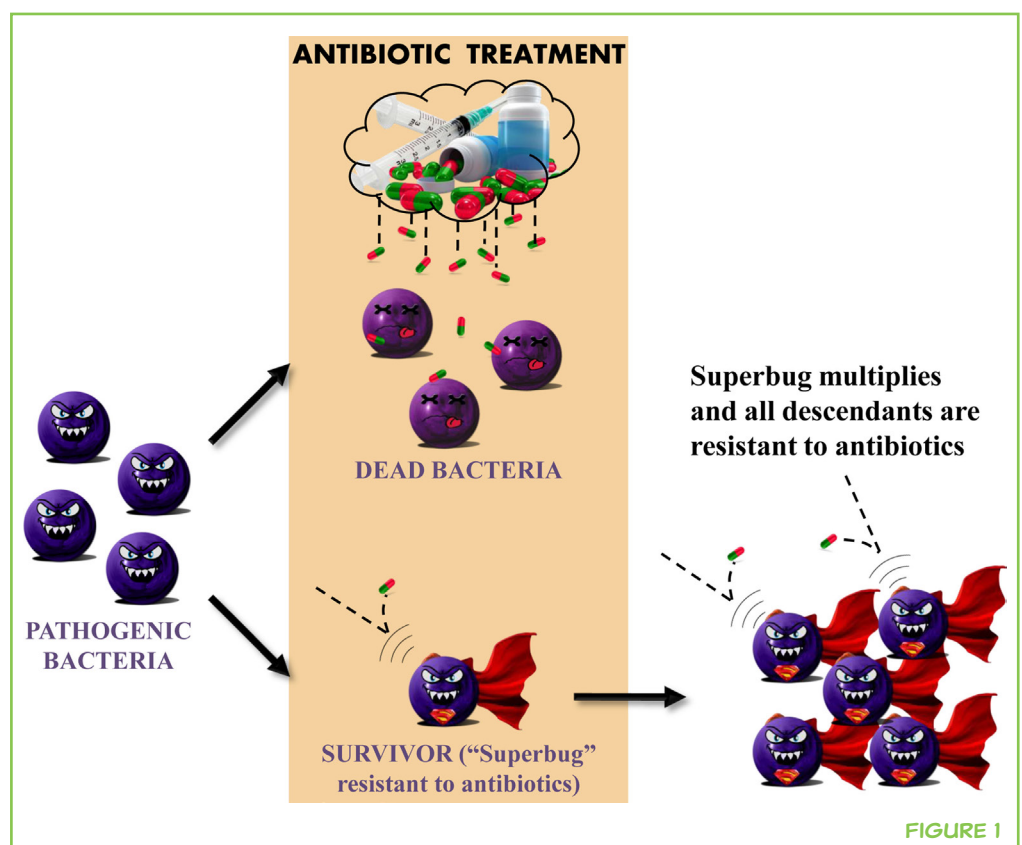 ANTIBIOTIC TREATMENT
DEAD BACTERIA
PATHOGENIC
BACTERIA
SURVIVOR (“Superbug”
resistant to antibiotics)
Superbug multiplies
and all descendants are
resistant to antibiotics
FIGURE 1